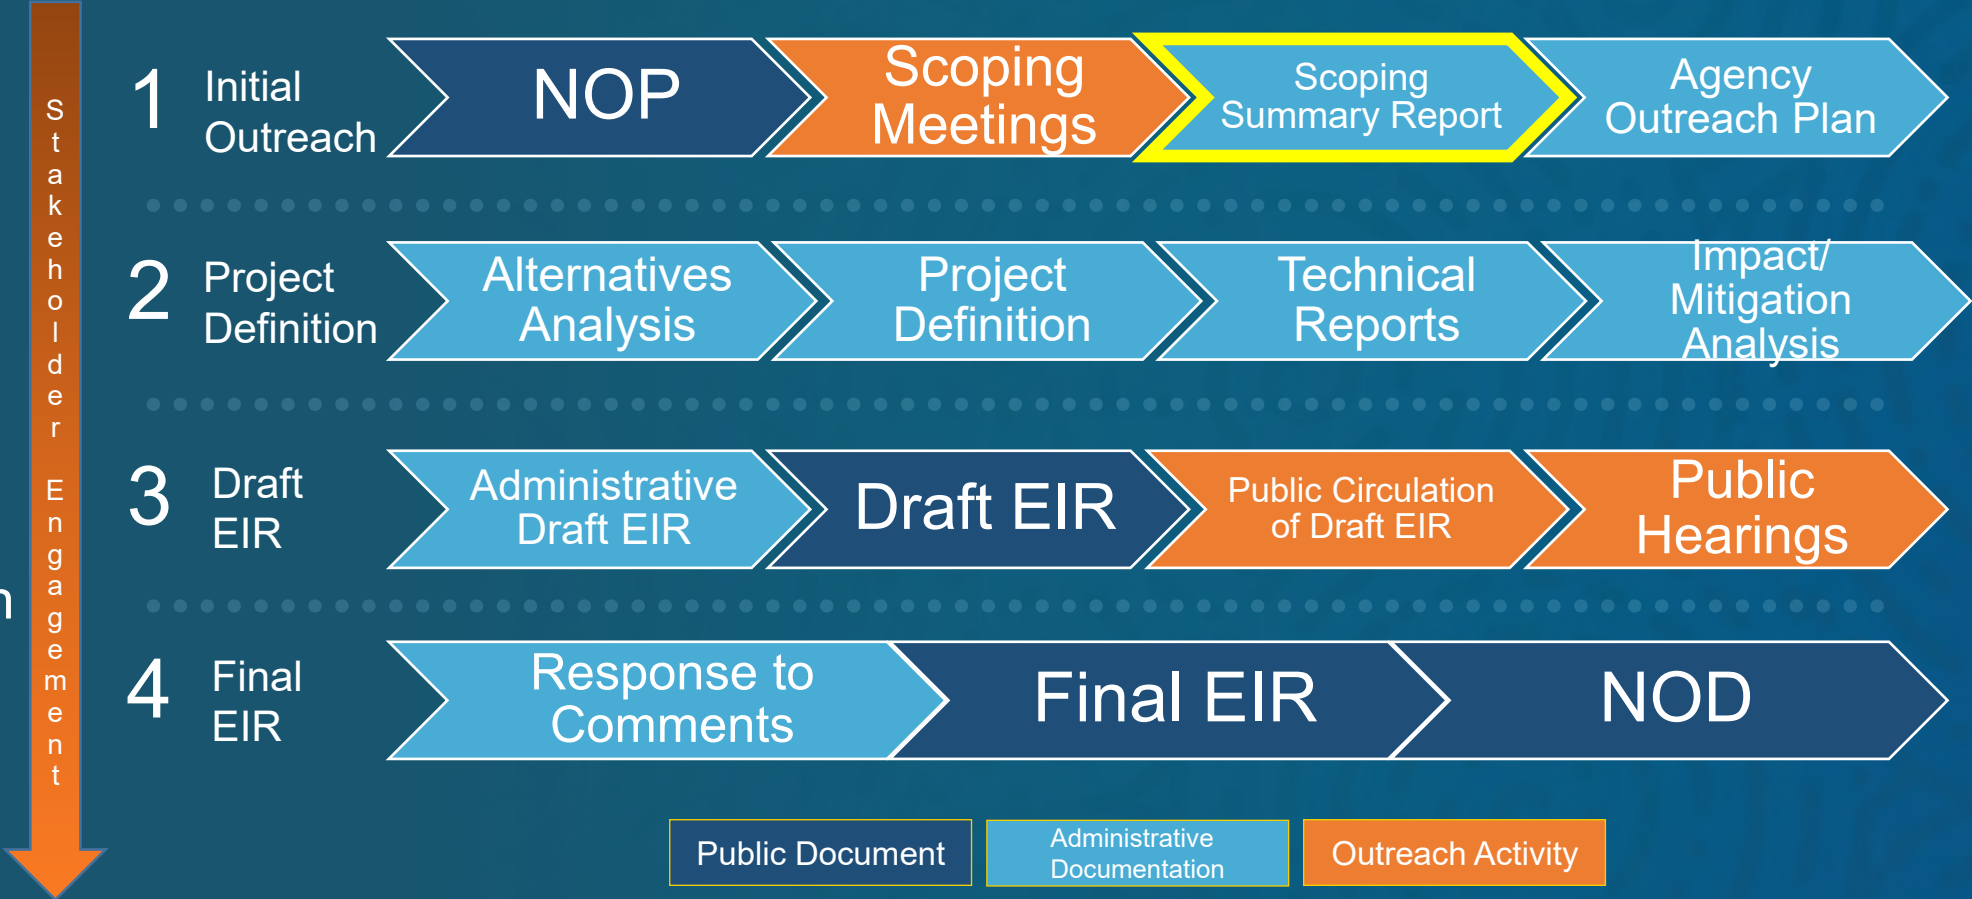 Stakeholder Engagement
1
Initial
Outreach
NOP
Scoping
Meetings
Scoping
Summary Report
Agency
Outreach Plan
2
Project
Definition
Alternatives
Analysis
Project
Definition
Technical
Reports
Impact/
Mitigation
Analysis
3
Draft
EIR
Administrative
Draft EIR
Draft EIR
Public Circulation
of Draft EIR
Public
Hearings
n
4
Final
EIR
Response to
Comments
Final EIR
NOD
Public Document
Administrative
Documentation
Outreach Activity